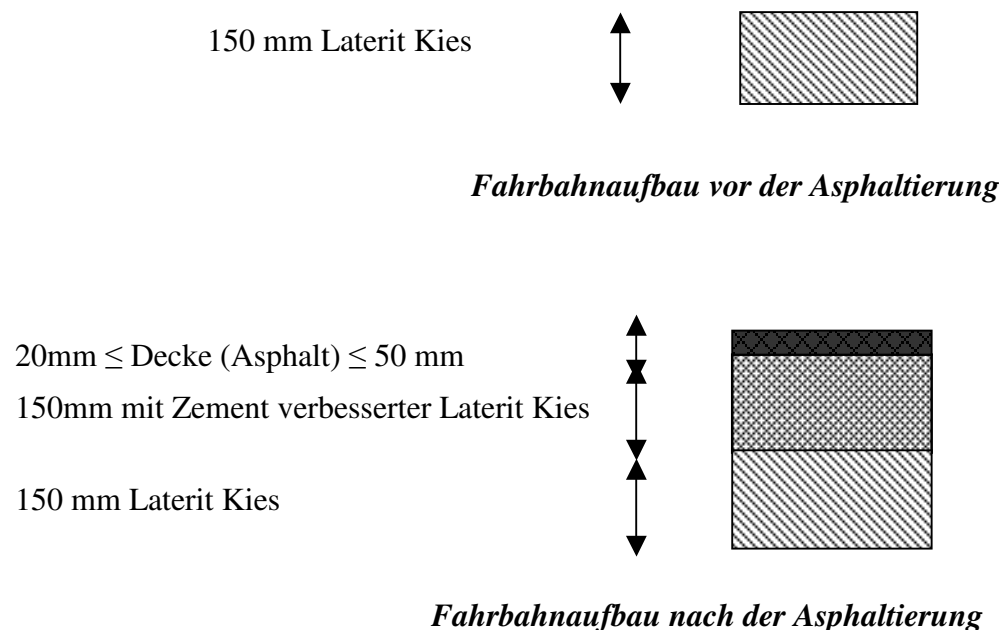 150 mm Laterit Kies
Fahrbahnaufbau vor der Asphaltierung
20mm ≤ Decke (Asphalt) ≤ 50 mm
150mm mit Zement verbesserter Laterit Kies
150 mm Laterit Kies
Fahrbahnaufbau nach der Asphaltierung